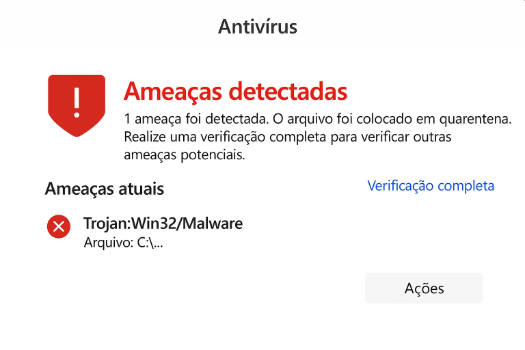 Antivírus
Ameaças detectadas
1 ameaça foi detectada. O arquivo foi colocado em quarentena.
Realize uma verificação completa para verificar outras
ameaças potenciais.
Ameaças atuais
Verificação completa
Trojan:Win32/Malware
Arquivo: C:\...
Ações